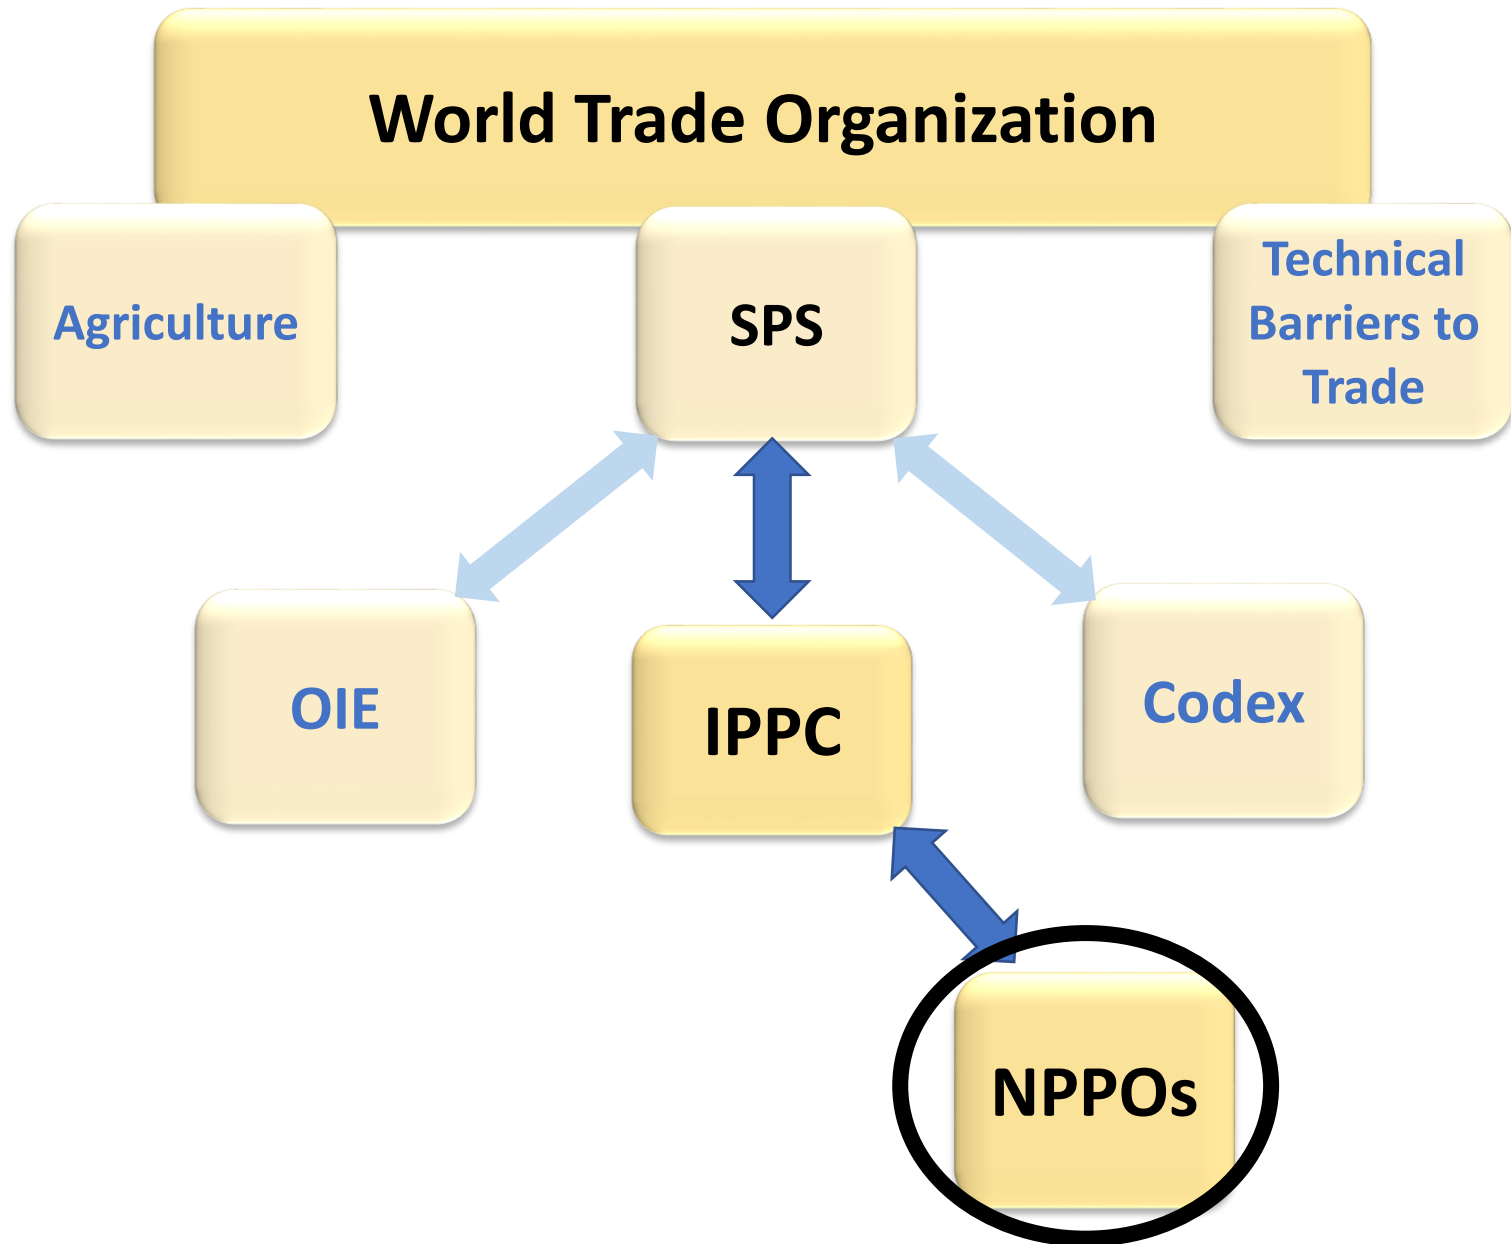 World Trade Organization
Agriculture
SPS
Technical
Barriers to
Trade
OIE
IPPC
Codex
NPPOs